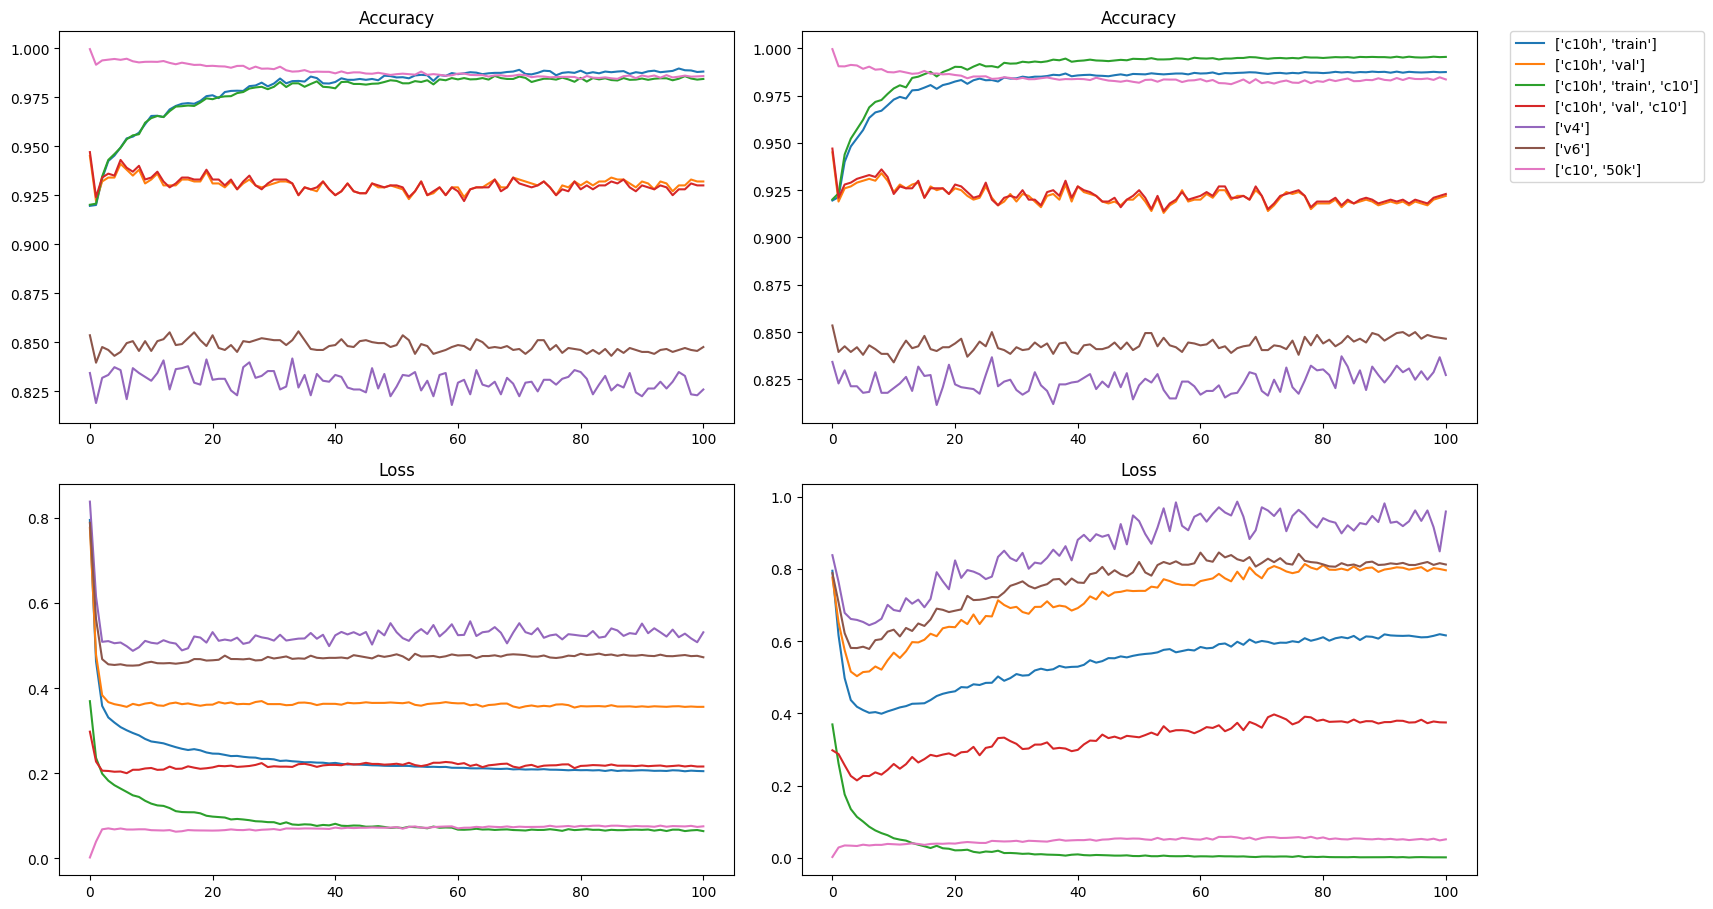 Accuracy
1.000
0.975
0.950
0.925
0.900
0.875
0.850
0.825
0 20 40 60 80 100
Accuracy
1.000
0.975
0.950
0.925
0.900
0.875
0.850
0.825
0 20 40 60 80 100
['c10h', 'train']
['c10h', 'val']
['c10h', 'train', 'c10']
['c10h', 'val', 'c10']
['v4']
['v6']
['c10', '50k']
Loss
0.8
0.6
0.4
0.2
0.0
0 20 40 60 80 100
Loss
1.0
0.8
0.6
0.4
0.2
0.0
0 20 40 60 80 100